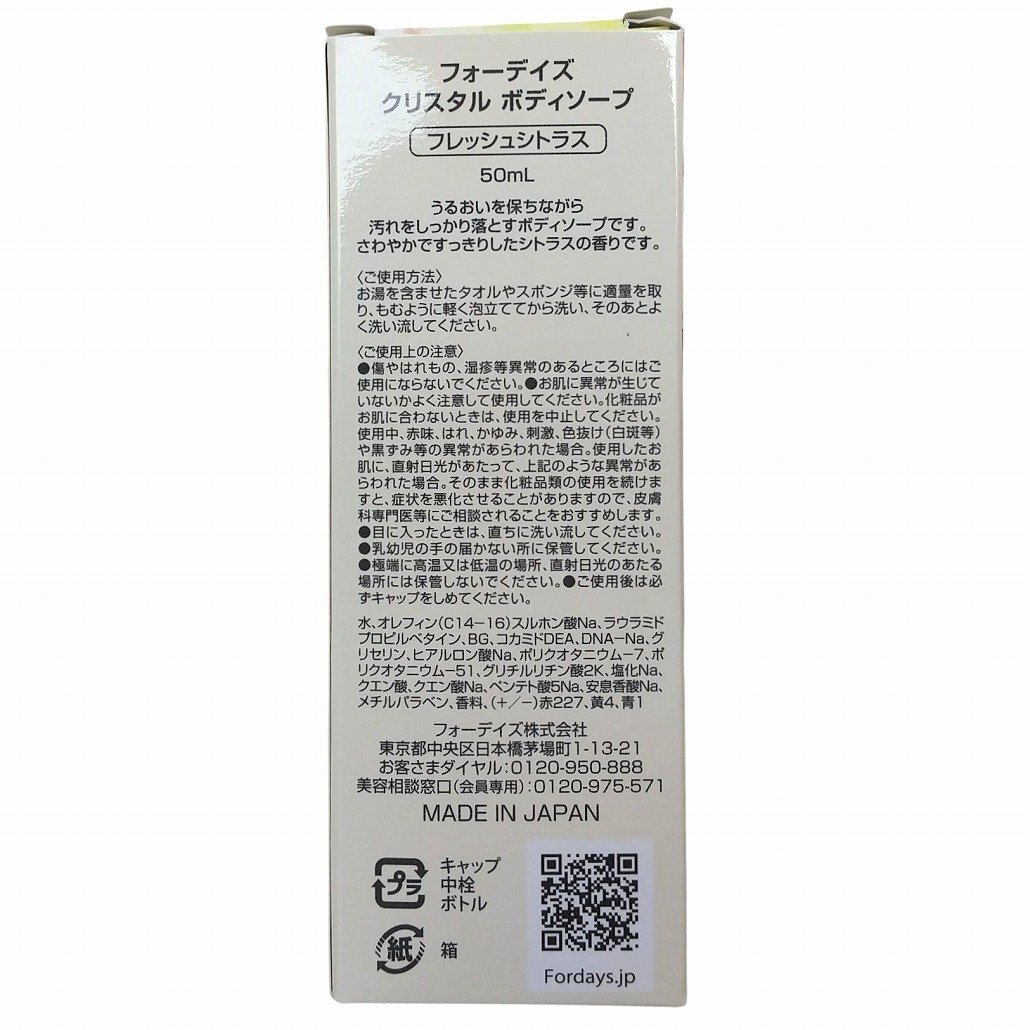 フォーデイズ
クリスタル ボディソープ
フレッシュシトラス
50mL
うるおいを保ちながら
汚れをしっかり落とすボディソープです。
さわやかですっきりしたシトラスの香りです。
〈ご使用方法〉
お湯を含ませたタオルやスポンジ等に適量を取
り、もむように軽く泡立ててから洗い、そのあとよ
く洗い流してください。
〈ご使用上の注意〉
●傷やはれもの、湿疹等異常のあるところにはご
使用にならないでください。●お肌に異常が生じて
いないかよく注意して使用してください。化粧品が
お肌に合わないときは、使用を中止してください。
使用中、赤味、はれ、かゆみ、刺激、色抜け(白斑等)
や黒ずみ等の異常があらわれた場合。使用したお
肌に、直射日光があたって、上記のような異常があ
らわれた場合。そのまま化粧品類の使用を続けま
すと、症状を悪化させることがありますので、皮膚
科専門医等にご相談されることをおすすめします。
●目に入ったときは、直ちに洗い流してください。
●乳幼児の手の届かない所に保管してください。
●極端に高温又は低温の場所、直射日光のあたる
場所には保管しないでください。●ご使用後は必
ずキャップをしめてください。
水、オレフィン(C14－16)スルホン酸Na、ラウラミド
プロピルベタイン、BG、コカミドDEA、DNA－Na、グ
リセリン、ヒアルロン酸Na、ポリクオタニウム－7、ポ
リクオタニウム－51、グリチルリチン酸2K、塩化Na、
クエン酸、クエン酸Na、ペンテト酸5Na、安息香酸Na、
メチルパラベン、香料、(＋／－)赤227、黄4、青1
フォーデイズ株式会社
東京都中央区日本橋茅場町1-13-21
お客さまダイヤル:0120-950-888
美容相談窓口(会員専用):0120-975-571
MADE IN JAPAN
プラ
キャップ
中栓
ボトル
紙
箱
Fordays.jp